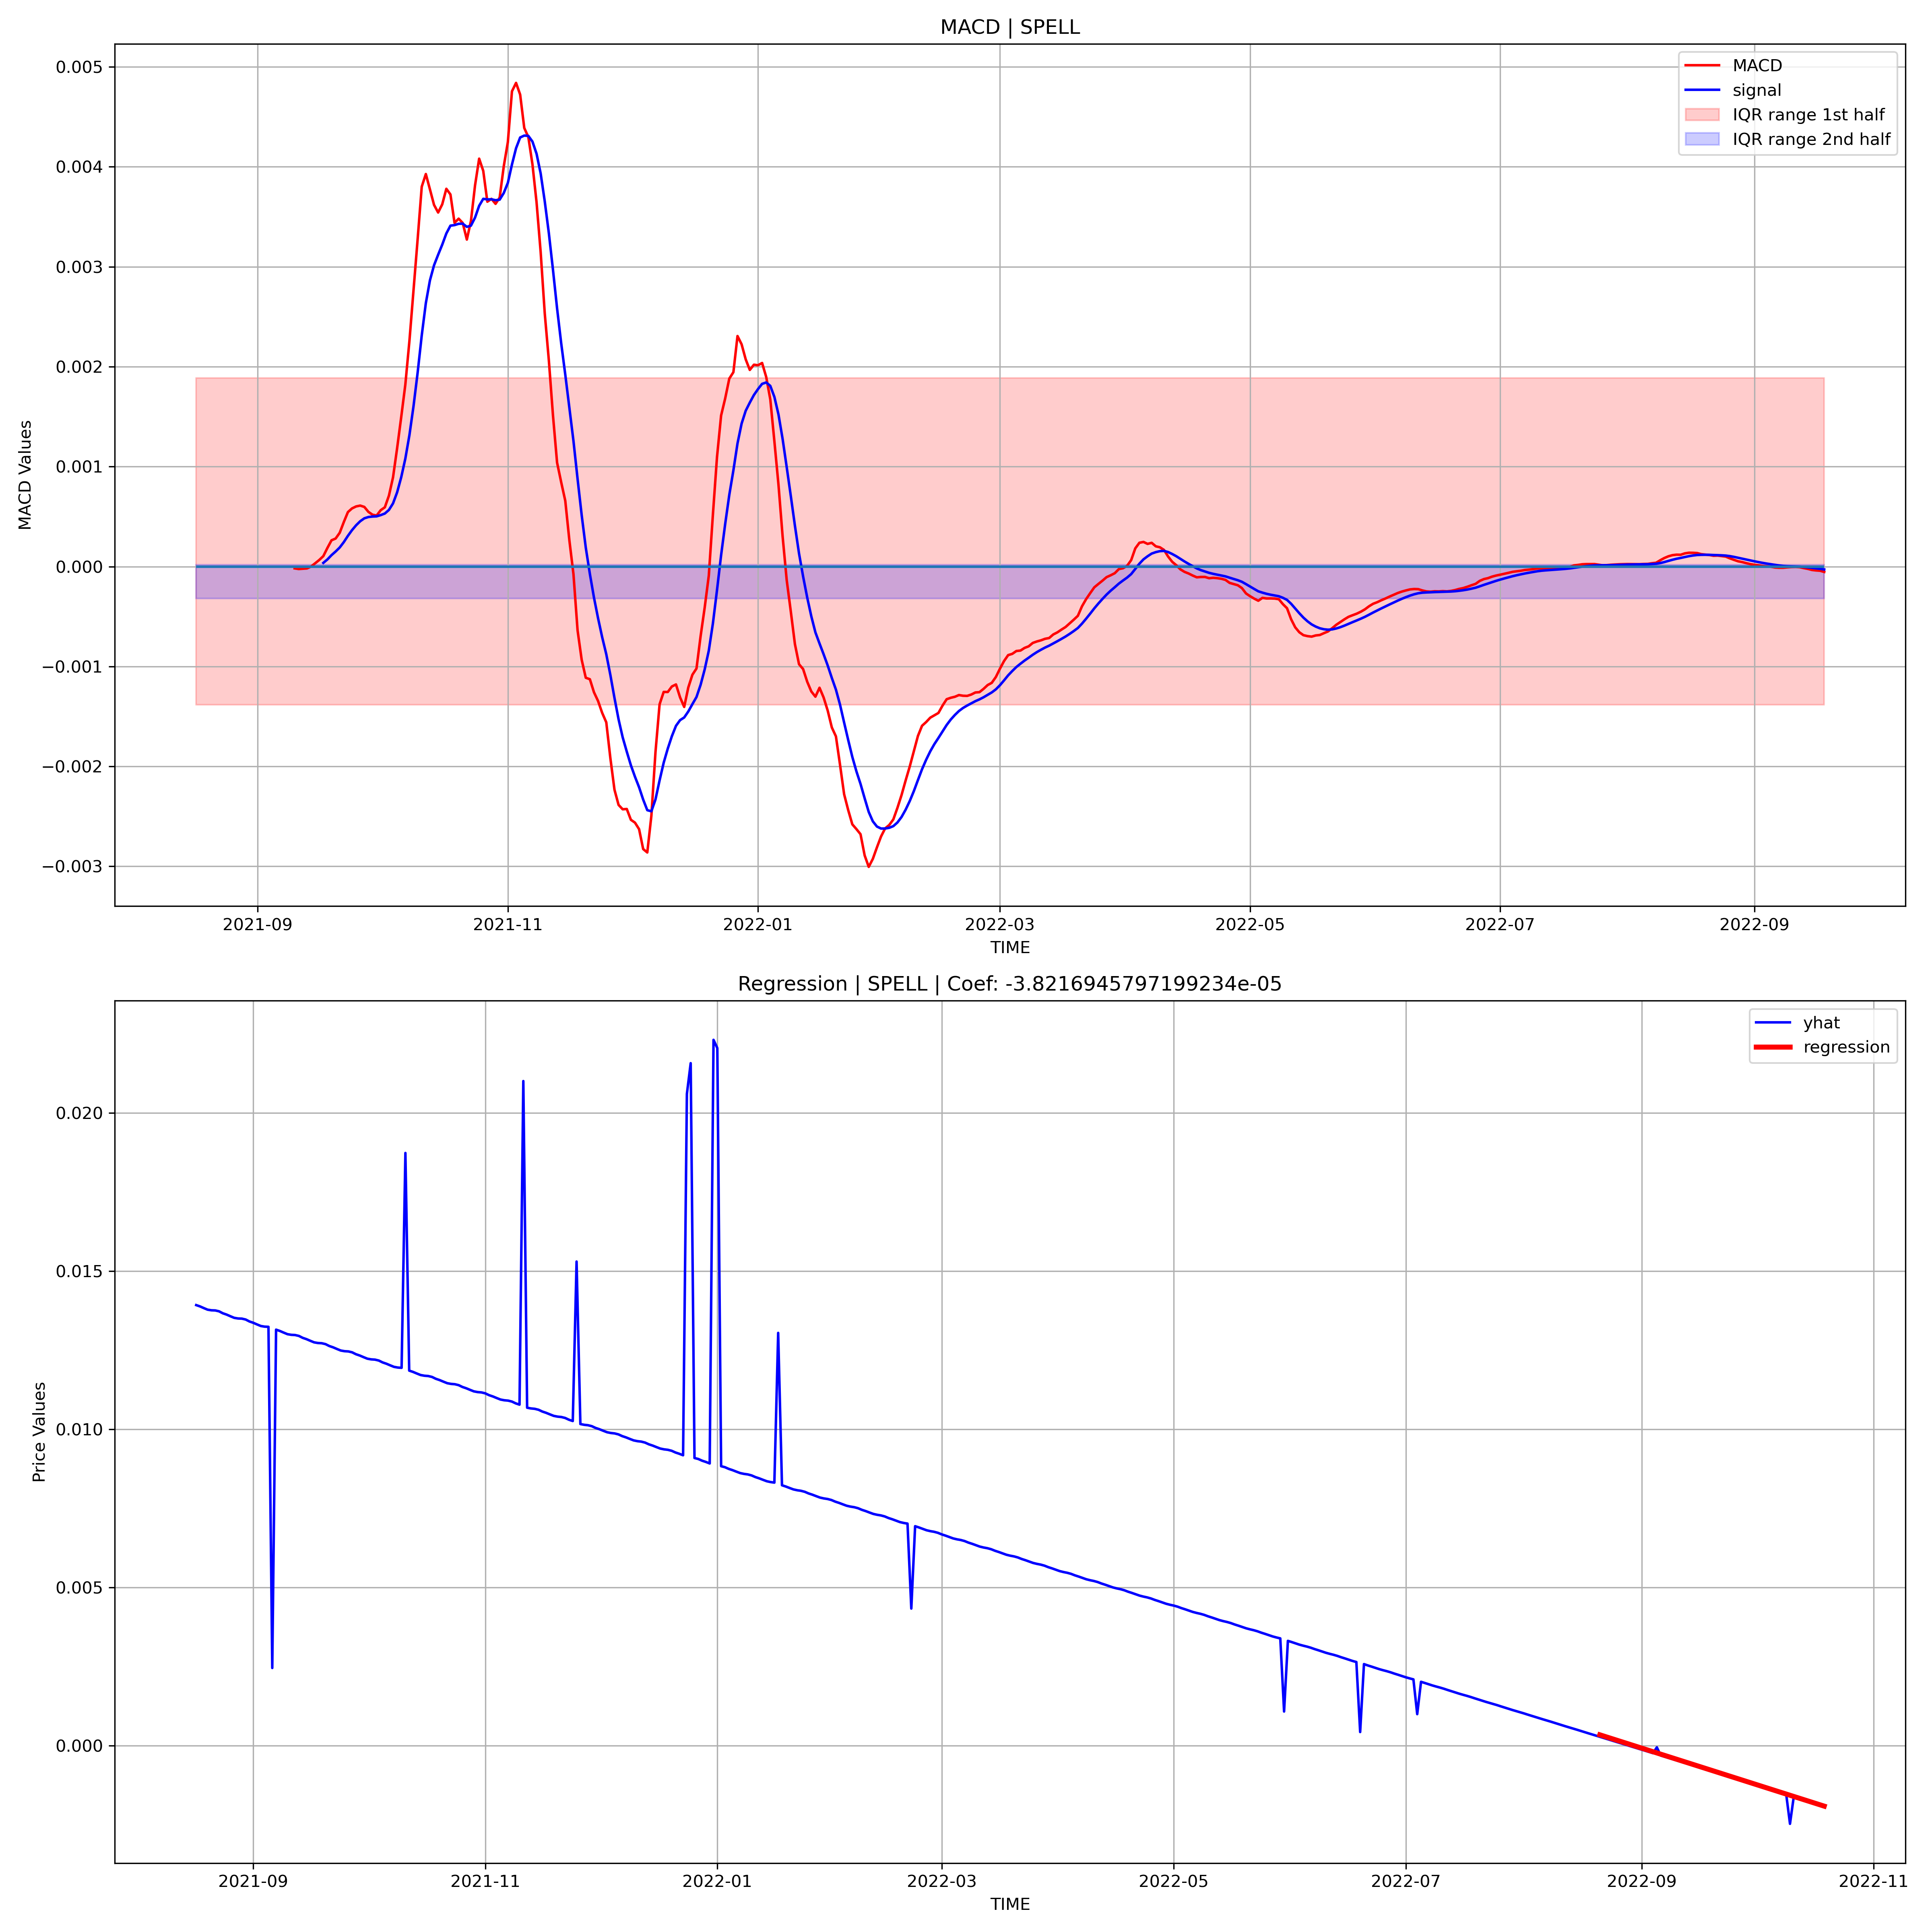 MACD | SPELL
MACD
signal
IQR range 1st half
IQR range 2nd half
MACD Values
0.005
0.004
0.003
0.002
0.001
0.000
−0.001
−0.002
−0.003
2021-09 2021-11 2022-01 2022-03 2022-05 2022-07 2022-09
TIME
Regression | SPELL | Coef: -3.8216945797199234e-05
yhat
regression
Price Values
0.020
0.015
0.010
0.005
0.000
2021-09 2021-11 2022-01 2022-03 2022-05 2022-07 2022-09 2022-11
TIME